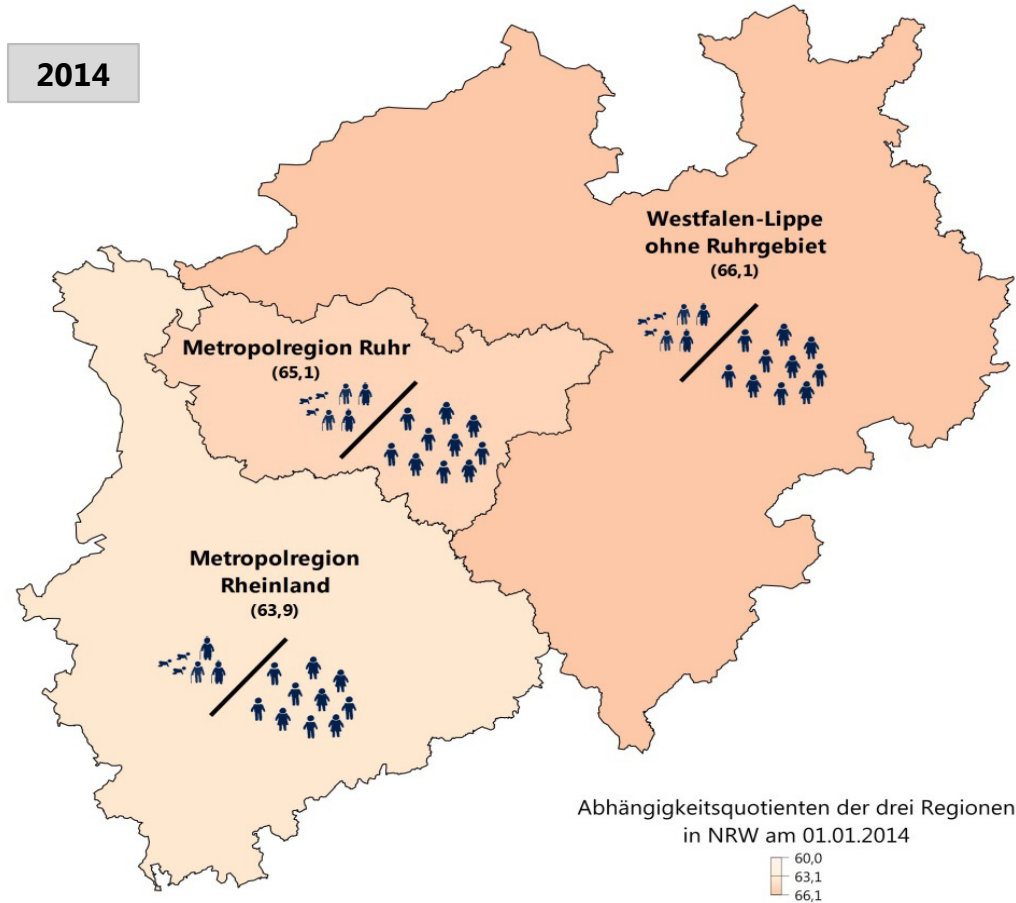 2014
Westfalen-Lippe
ohne Ruhrgebiet
(66,1)
Metropolregion Ruhr
(65,1)
Metropolregion
Rheinland
(63,9)
Abhängigkeitsquotienten der drei Regionen
in NRW am 01.01.2014
60,0
63,1
66,1